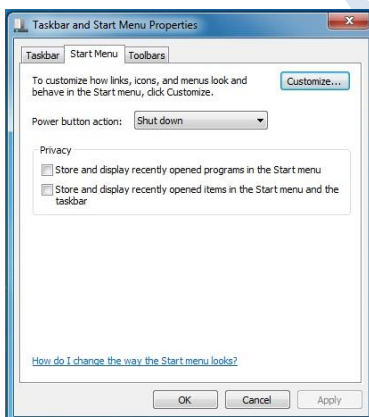 Taskbar and Start Menu Properties
Taskbar Start Menu Toolbars
To customize how links, icons, and menus look and
behave in the Start menu, click Customize.
Customize...
Power button action: Shut down
Privacy
Store and display recently opened programs in the Start menu
Store and display recently opened items in the Start menu and the
taskbar
How do I change the way the Start menu looks?
OK Cancel Apply